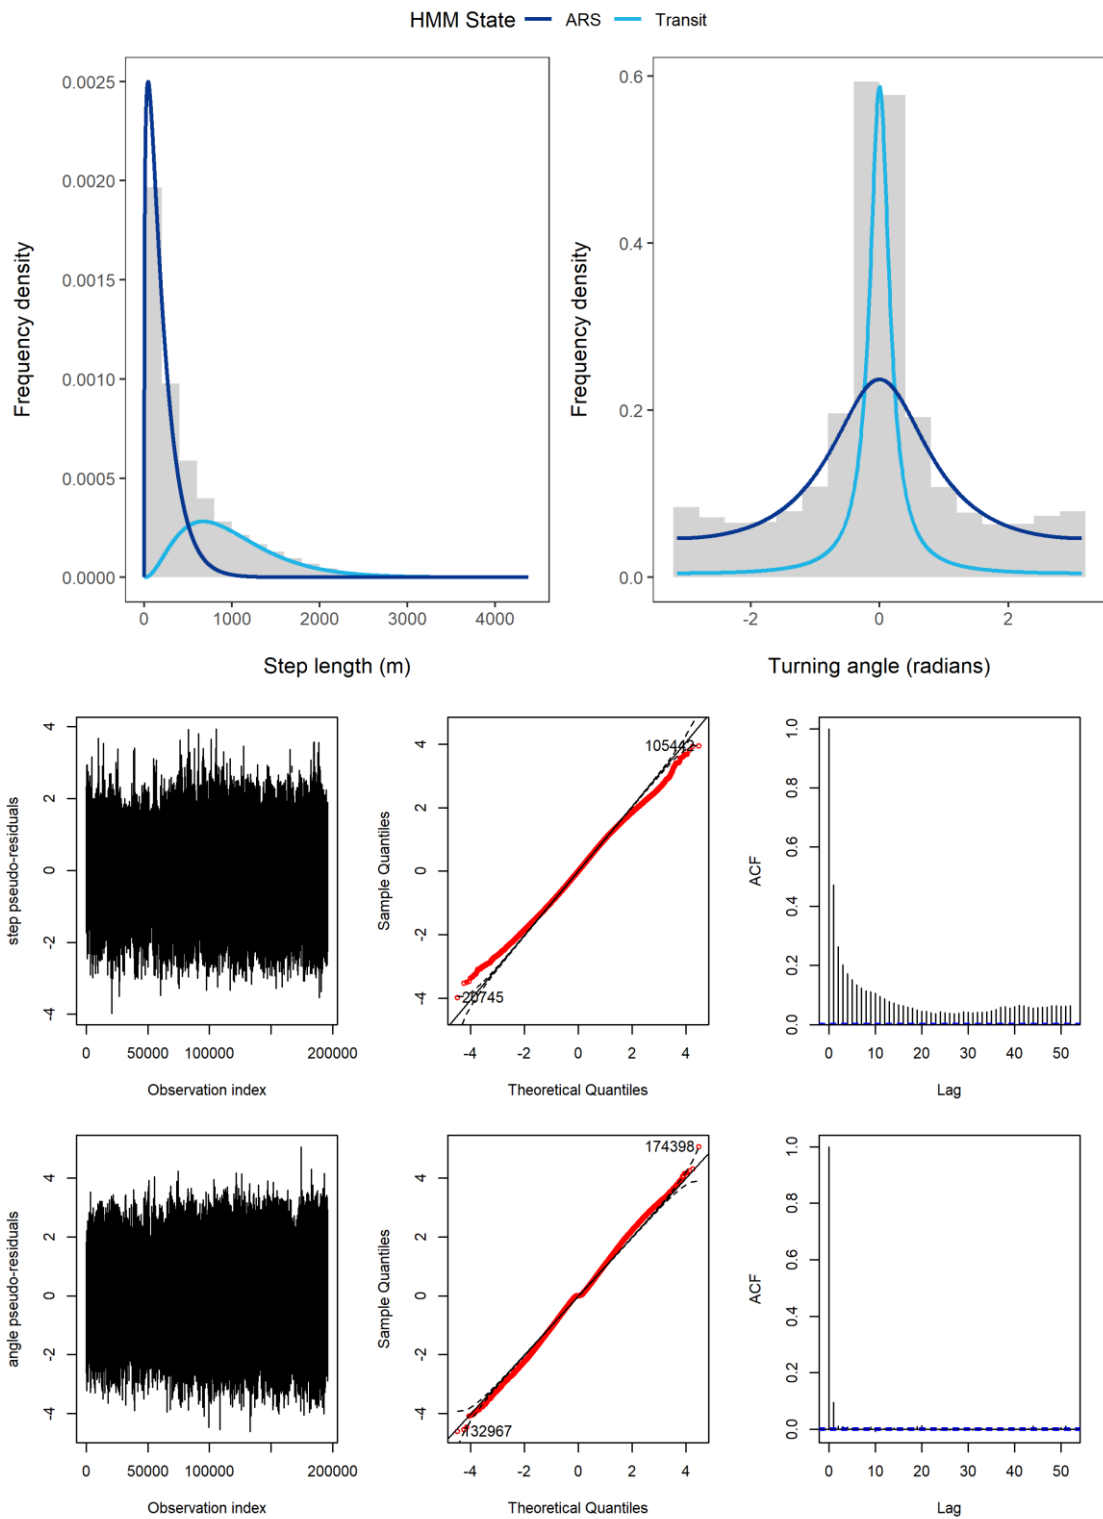 HMM State ARS Transit
Frequency density
0.0025
0.0020
0.0015
0.0010
0.0005
0.0000
0 1000 2000 3000 4000
Step length (m)
Frequency density
0.6
0.4
0.2
0.0
-2 0 2
Turning angle (radians)
step pseudo-residuals
4
2
0
-2
-4
0 50000 100000 200000
Observation index
Sample Quantiles
4
2
0
-2
-4
105442
20745
-4 -2 0 2 4
Theoretical Quantiles
ACF
1.0
0.8
0.6
0.4
0.2
0.0
0 10 20 30 40 50
Lag
angle pseudo-residuals
4
2
0
-2
-4
0 50000 100000 200000
Observation index
Sample Quantiles
4
2
0
-2
-4
174398
132967
-4 -2 0 2 4
Theoretical Quantiles
ACF
1.0
0.8
0.6
0.4
0.2
0.0
0 10 20 30 40 50
Lag